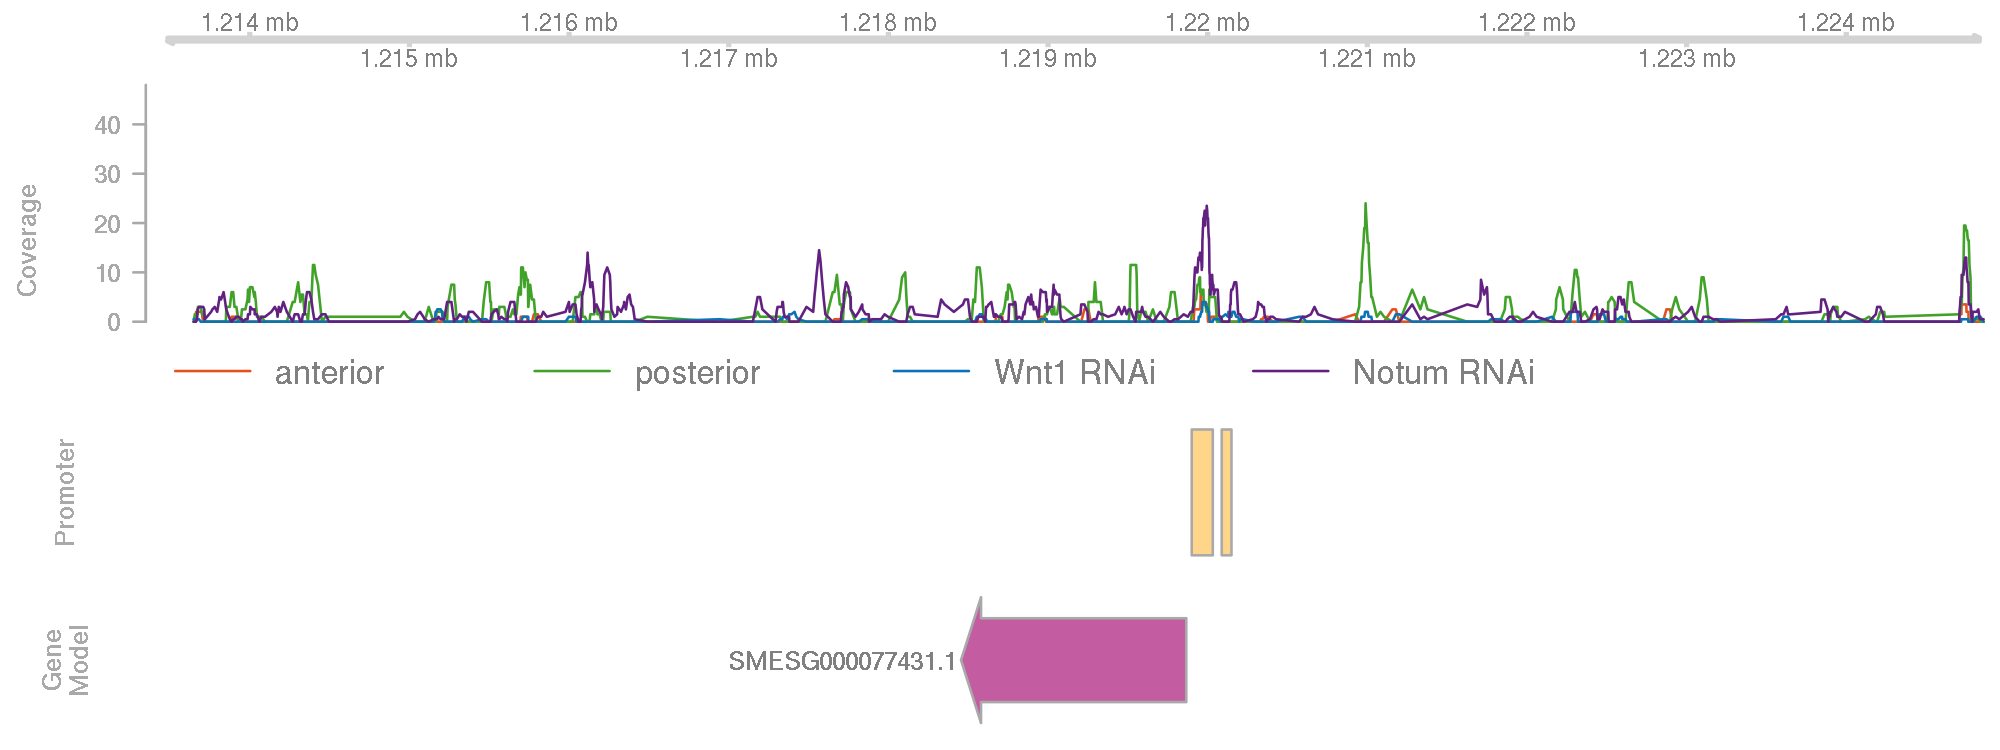 1.214 mb 1.216 mb 1.218 mb 1.22 mb 1.222 mb 1.224 mb
1.215 mb 1.217 mb 1.219 mb 1.221 mb 1.223 mb
Coverage
40
30
20
10
0
anterior posterior Wnt1 RNAi Notum RNAi
Promoter
Gene
Model
SMESG000077431.1